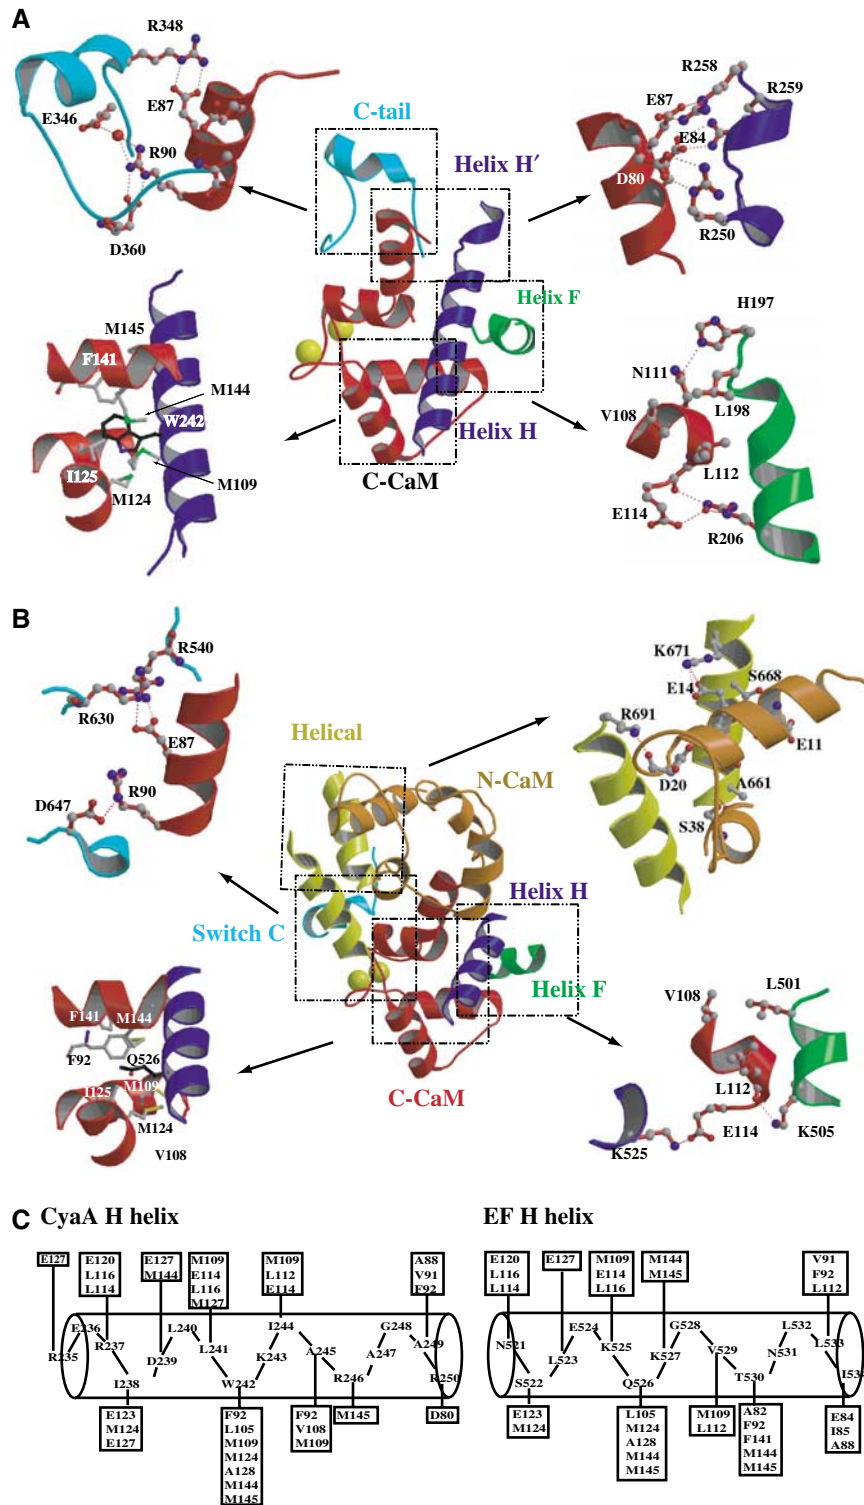 A
R348
E87
E346
R90
D360
C-tail
Helix H′
R258
R259
E87
E84
D80
R250
Helix F
M145
F141
M144
W242
I125
M124
M109
Helix H
C-CaM
H197
N111
V108
L198
L112
E114
R206
B
R540
R630
E87
D647
R90
Helical
N-CaM
Helix H
Switch C
Helix F
C-CaM
K671
S668
E14
R691
E11
D20
A661
S38
F141
M144
F92
Q526
I125
M109
M124
V108
V108
L501
L112
E114
K525
K505
C CyaA H helix
E127
E120
L116
L114
E127
M144
M109
E114
L116
M127
M109
L112
E114
A88
V91
F92
R235
E236
R237
I238
D239
L240
L241
W242
K243
I244
A245
R246
A247
G248
A249
R250
E123
M124
E127
F92
L105
M109
M124
A128
M144
M145
F92
V108
M109
M145
D80
EF H helix
E120
L116
L114
E127
M109
E114
L116
M144
M145
V91
F92
L112
N521
S522
L523
E524
K525
Q526
K527
G528
V529
T530
N531
L532
L533
I53
E123
M124
L105
M124
A128
M144
M145
M109
L112
A82
F92
F141
M144
M145
E84
I85
A88